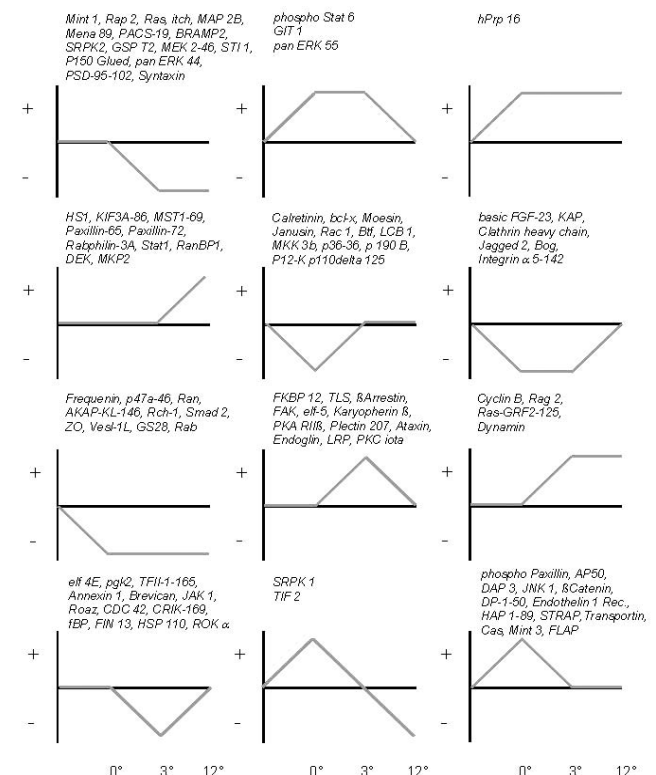 Mint 1, Rap 2, Ras, itch, MAP 2B,
Mena 89, PACS-19, BRAMP2,
SRPK2, GSP T2, MEK 2-46, STI 1,
P150 Glued, pan ERK 44,
PSD-95-102, Syntaxin
phospho Stat 6
GIT 1
pan ERK 55
hPrp 16
+ + +
- - -
HS1, KIF3A-86, MST1-69,
Paxillin-65, Paxillin-72,
Rabphilin-3A, Stat1, RanBP1,
DEK, MKP2
Calretinin, bcl-x, Moesin,
Janusin, Rac 1, Btf, LCB 1,
MKK 3b, p36-36, p 190 B,
P12-K p110delta 125
basic FGF-23, KAP,
Clathrin heavy chain,
Jagged 2, Bog,
Integrin α 5-142
+ + +
- - -
Frequenin, p47a-46, Ran,
AKAP-KL-146, Rch-1, Smad 2,
ZO, Vesl-1L, GS28, Rab
FKBP 12, TLS, ßArrestin,
FAK, elf-5, Karyopherin ß,
PKA RIIß, Plectin 207, Ataxin,
Endoglin, LRP, PKC iota
Cyclin B, Rag 2,
Ras-GRF2-125,
Dynamin
+ + +
- - -
elf 4E, pgk2, TFII-1-165,
Annexin 1, Brevican, JAK 1,
Roaz, CDC 42, CRIK-169,
fBP, FIN 13, HSP 110, ROK α
SRPK 1
TIF 2
phospho Paxillin, AP50,
DAP 3, JNK 1, ßCatenin,
DP-1-50, Endothelin 1 Rec.,
HAP 1-89, STRAP, Transportin,
Cas, Mint 3, FLAP
+ + +
- - -
0° 3° 12° 0° 3° 12° 0° 3° 12°